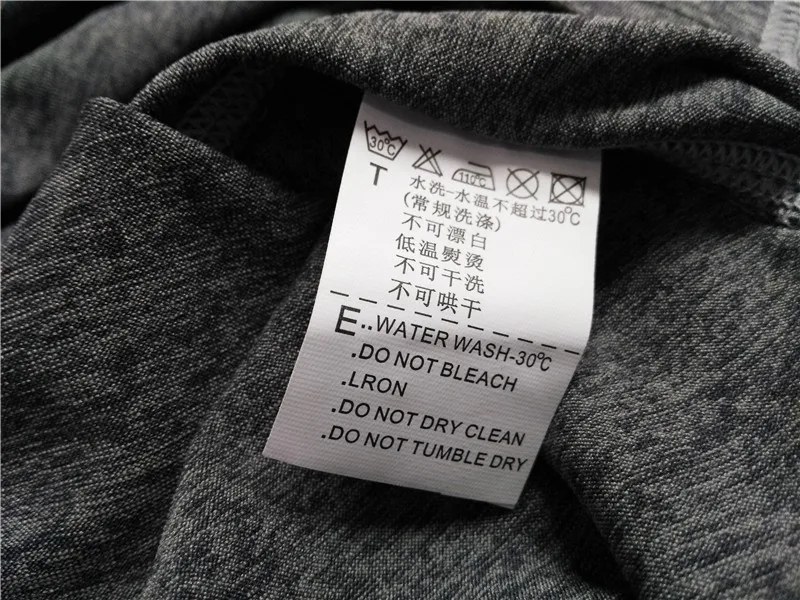 30℃ 110℃
T 水洗-水温不超过30℃
(常规洗涤)
不可漂白
低温熨烫
不可干洗
不可哄干
E..WATER WASH-30℃
.DO NOT BLEACH
.LRON
.DO NOT DRY CLEAN
.DO NOT TUMBLE DRY